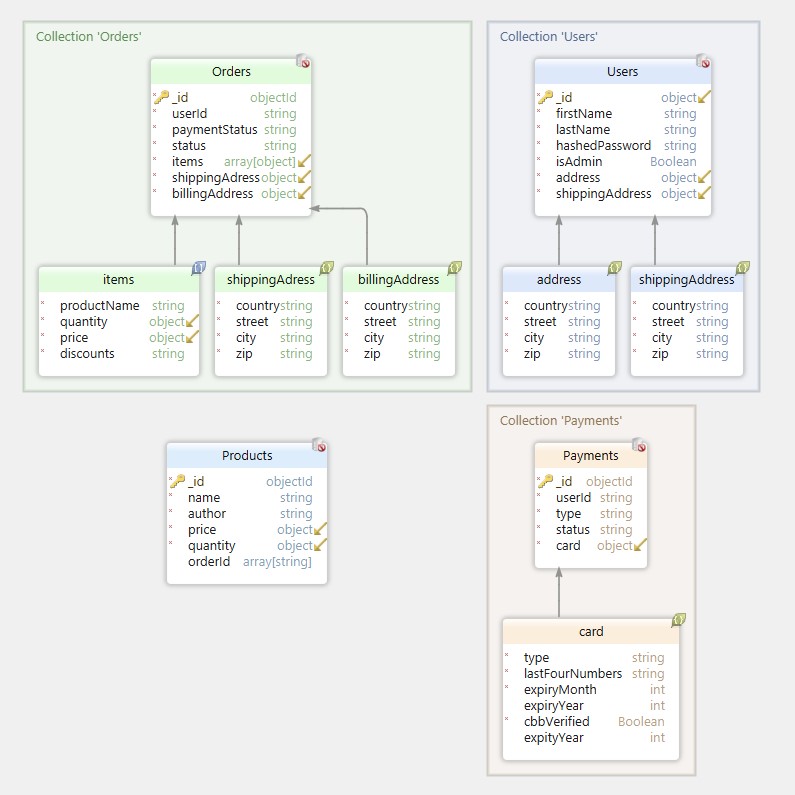 Collection 'Orders'
Orders
_id objectId
userId string
paymentStatus string
status string
items array[object]
shippingAdress object
billingAddress object
items
productName string
quantity object
price object
discounts string
shippingAdress
country string
street string
city string
zip string
billingAddress
country string
street string
city string
zip string
Collection 'Users'
Users
_id object
firstName string
lastName string
hashedPassword string
isAdmin Boolean
address object
shippingAddress object
address
country string
street string
city string
zip string
shippingAddress
country string
street string
city string
zip string
Products
_id objectId
name string
author string
price object
quantity object
orderId array[string]
Collection 'Payments'
Payments
_id objectId
userId string
type string
status string
card object
card
type string
lastFourNumbers string
expiryMonth int
expiryYear int
cbbVerified Boolean
expityYear int